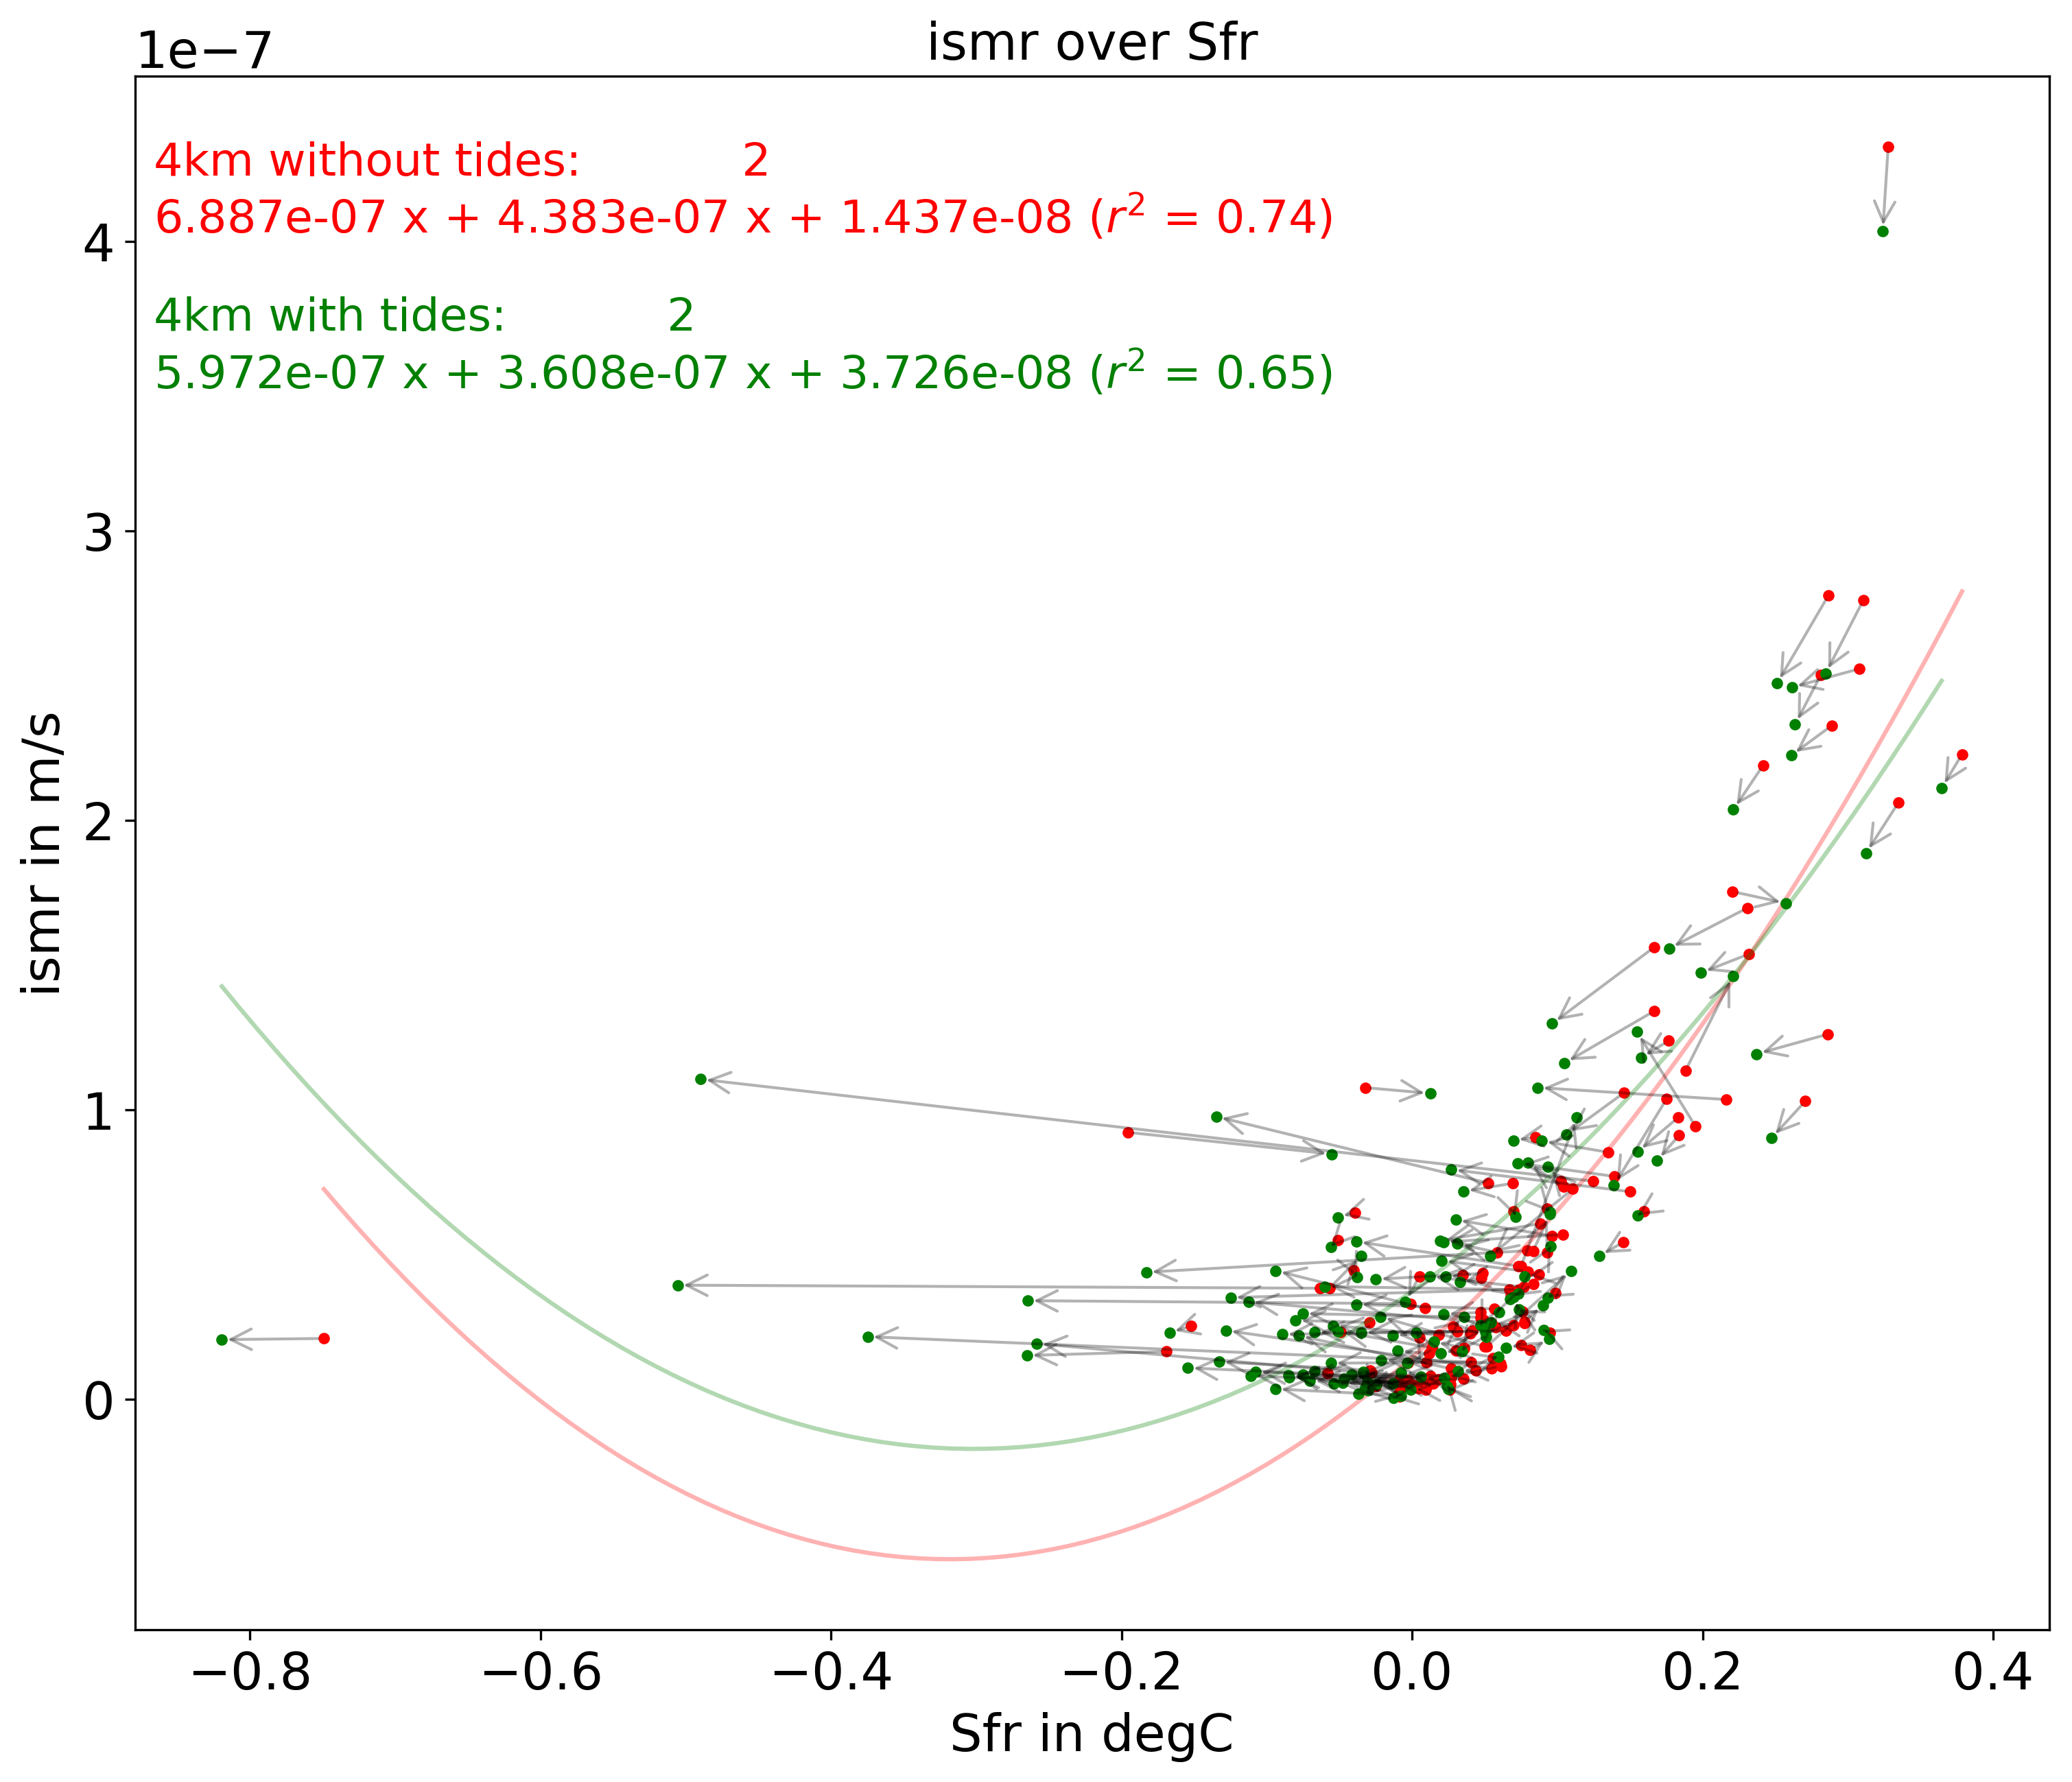 ismr over Sfr
1e−7
4km without tides: 2
6.887e-07 x + 4.383e-07 x + 1.437e-08 (r² = 0.74)
4km with tides: 2
5.972e-07 x + 3.608e-07 x + 3.726e-08 (r² = 0.65)
4
3
2
1
0
ismr in m/s
−0.8 −0.6 −0.4 −0.2 0.0 0.2 0.4
Sfr in degC